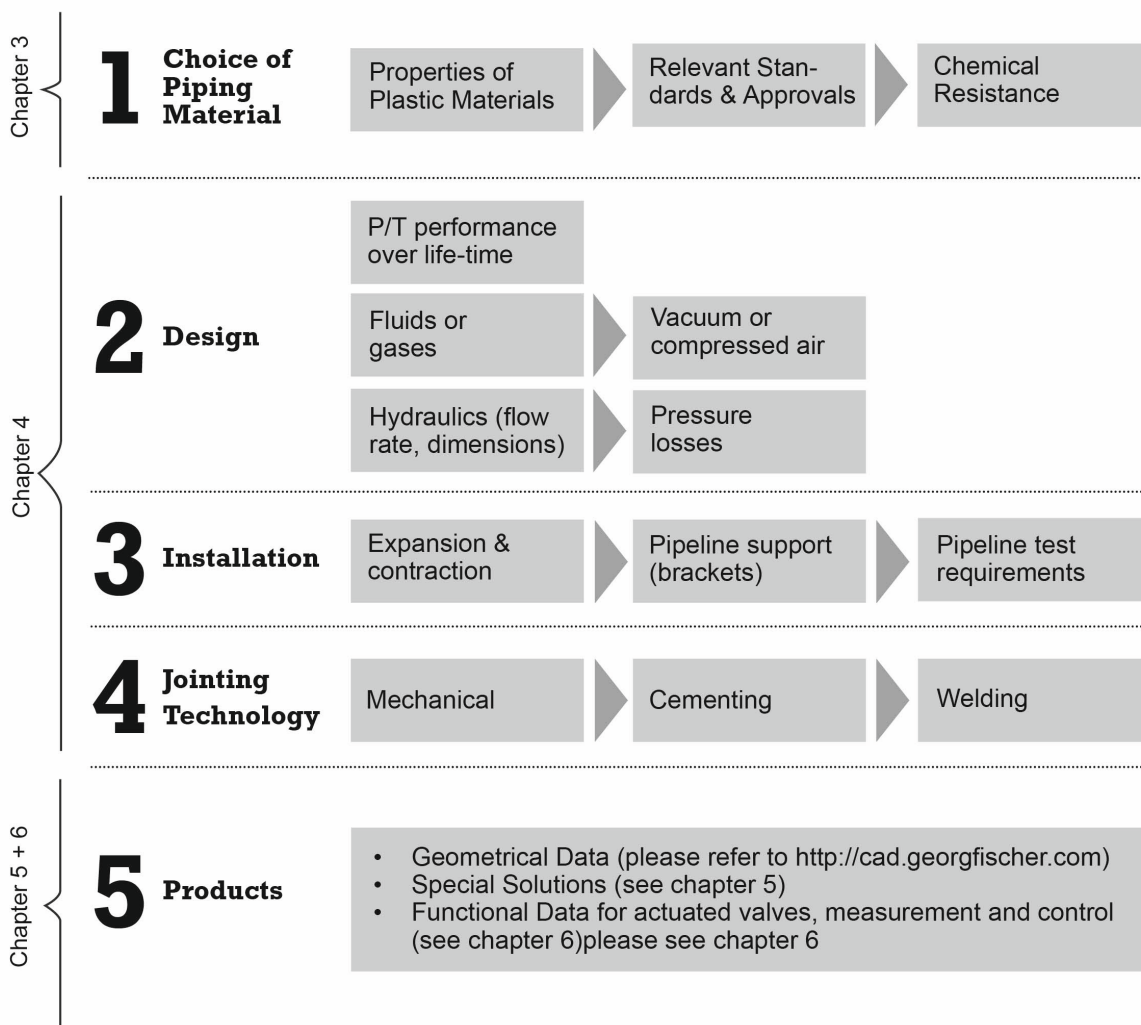 Chapter 3
1
Choice of
Piping
Material
Properties of
Plastic Materials
Relevant Stan-
dards & Approvals
Chemical
Resistance
Chapter 4
2
Design
P/T performance
over life-time
Fluids or
gases
Vacuum or
compressed air
Hydraulics (flow
rate, dimensions)
Pressure
losses
3
Installation
Expansion &
contraction
Pipeline support
(brackets)
Pipeline test
requirements
4
Jointing
Technology
Mechanical
Cementing
Welding
Chapter 5 + 6
5
Products
• Geometrical Data (please refer to http://cad.georgfischer.com)
• Special Solutions (see chapter 5)
• Functional Data for actuated valves, measurement and control
(see chapter 6)please see chapter 6